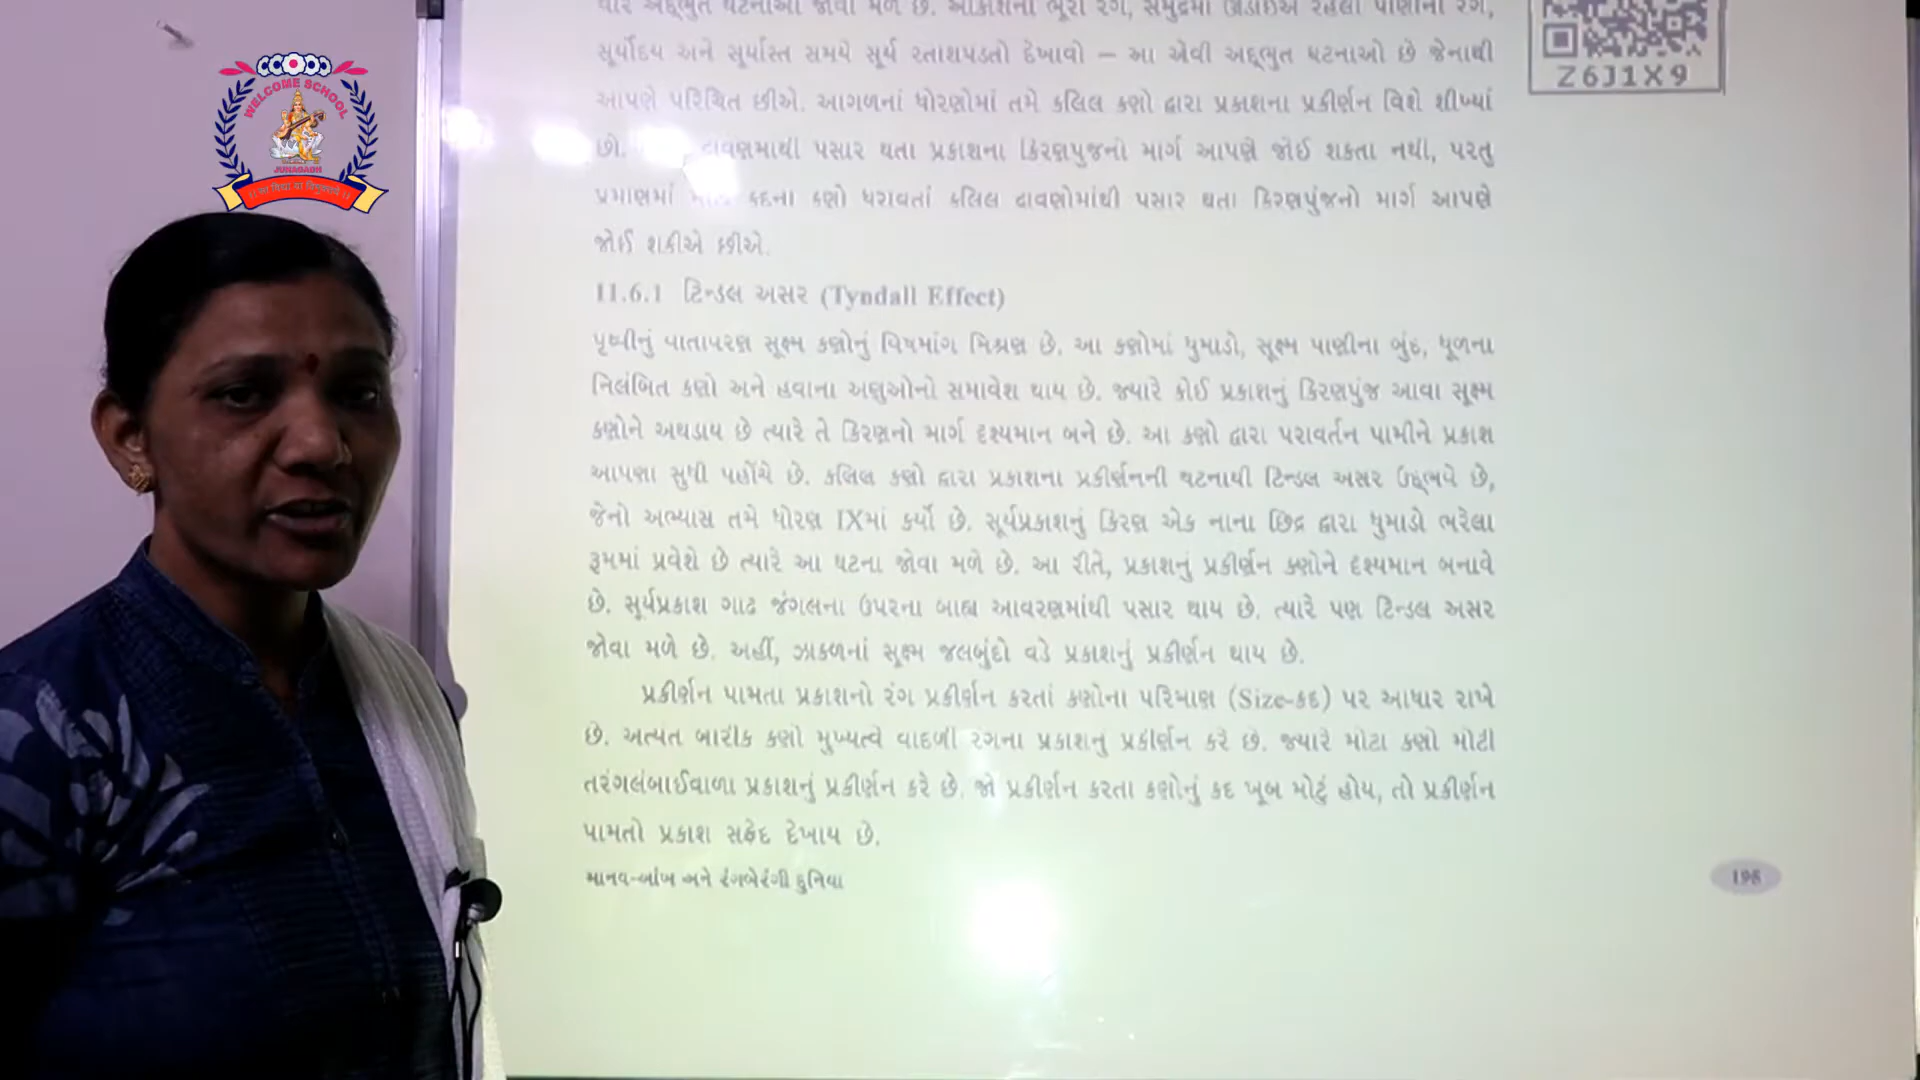 WELCOME SCHOOL
JUNAGADH
Z6J1X9
સૂર્યોદય અને સૂર્યાસ્ત સમયે સૂર્ય રતાશપડતો દેખાવો – આ એવી અદ્ભુત ઘટનાઓ છે જેનાથી
આપણે પરિચિત છીએ. આગળનાં ધોરણોમાં તમે કલિલ કણો દ્વારા પ્રકાશના પ્રકીર્ણન વિશે શીખ્યાં
છો. દ્રાવણમાંથી પસાર થતા પ્રકાશના કિરણપુંજનો માર્ગ આપણે જોઈ શકતા નથી, પરંતુ
પ્રમાણમાં કદના કણો ધરાવતાં કલિલ દ્રાવણોમાંથી પસાર થતા કિરણપુંજનો માર્ગ આપણે
જોઈ શકીએ છીએ.
11.6.1 ટિન્ડલ અસર (Tyndall Effect)
પૃથ્વીનું વાતાવરણ સૂક્ષ્મ કણોનું વિષમાંગ મિશ્રણ છે. આ કણોમાં ધુમાડો, સૂક્ષ્મ પાણીના બુંદ, ધૂળના
નિલંબિત કણો અને હવાના અણુઓનો સમાવેશ થાય છે. જ્યારે કોઈ પ્રકાશનું કિરણપુંજ આવા સૂક્ષ્મ
કણોને અથડાય છે ત્યારે તે કિરણનો માર્ગ દૃશ્યમાન બને છે. આ કણો દ્વારા પરાવર્તન પામીને પ્રકાશ
આપણા સુધી પહોંચે છે. કલિલ કણો દ્વારા પ્રકાશના પ્રકીર્ણનની ઘટનાથી ટિન્ડલ અસર ઉદ્ભવે છે,
જેનો અભ્યાસ તમે ધોરણ IXમાં કર્યો છે. સૂર્યપ્રકાશનું કિરણ એક નાના છિદ્ર દ્વારા ધુમાડો ભરેલા
રૂમમાં પ્રવેશે છે ત્યારે આ ઘટના જોવા મળે છે. આ રીતે, પ્રકાશનું પ્રકીર્ણન કણોને દૃશ્યમાન બનાવે
છે. સૂર્યપ્રકાશ ગાઢ જંગલના ઉપરના બાહ્ય આવરણમાંથી પસાર થાય છે. ત્યારે પણ ટિન્ડલ અસર
જોવા મળે છે. અહીં, ઝાકળનાં સૂક્ષ્મ જલબુંદો વડે પ્રકાશનું પ્રકીર્ણન થાય છે.
પ્રકીર્ણન પામતા પ્રકાશનો રંગ પ્રકીર્ણન કરતાં કણોના પરિમાણ (Size-કદ) પર આધાર રાખે
છે. અત્યંત બારીક કણો મુખ્યત્વે વાદળી રંગના પ્રકાશનું પ્રકીર્ણન કરે છે. જ્યારે મોટા કણો મોટી
તરંગલંબાઈવાળા પ્રકાશનું પ્રકીર્ણન કરે છે. જો પ્રકીર્ણન કરતા કણોનું કદ ખૂબ મોટું હોય, તો પ્રકીર્ણન
પામતો પ્રકાશ સફેદ દેખાય છે.
માનવ-આંખ અને રંગબેરંગી દુનિયા